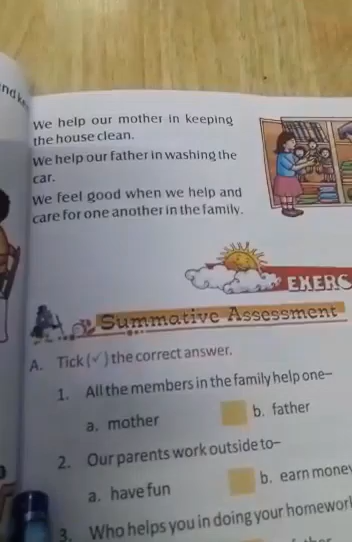 We help our mother in keeping
the house clean.
We help our father in washing the
car.
We feel good when we help and
care for one another in the family.
Summative Assessment
A. Tick (✓) the correct answer.
1. All the members in the family help one–
a. mother b. father
2. Our parents work outside to–
a. have fun b. earn money
3. Who helps you in doing your